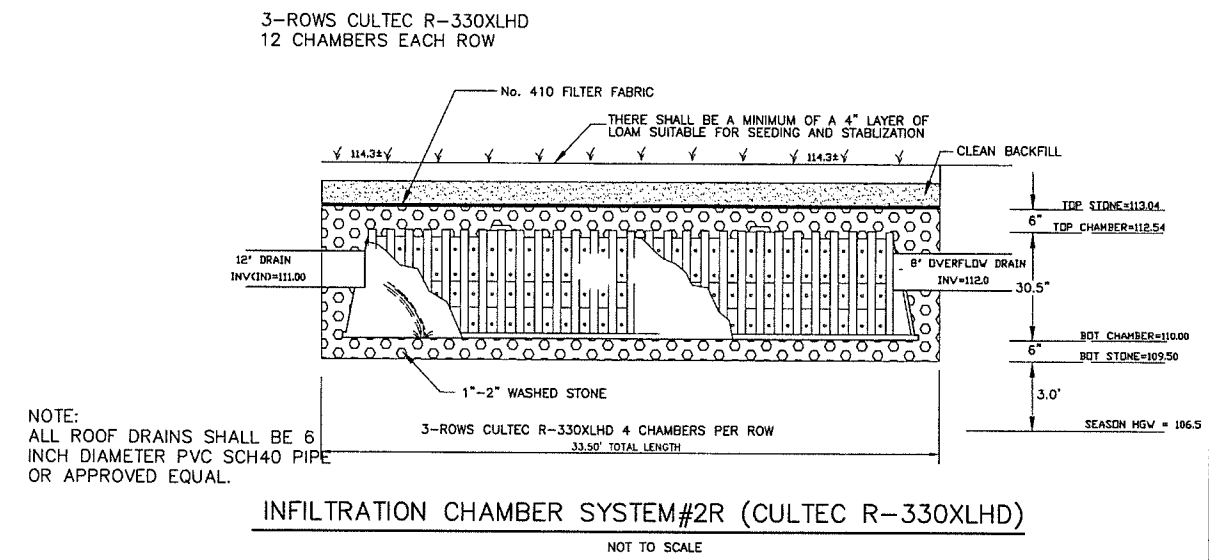 3-ROWS CULTEC R-330XLHD
12 CHAMBERS EACH ROW
No. 410 FILTER FABRIC
THERE SHALL BE A MINIMUM OF A 4" LAYER OF
LOAM SUITABLE FOR SEEDING AND STABLIZATION
114.3±
114.3±
CLEAN BACKFILL
TOP STONE=113.04
6"
TOP CHAMBER=112.54
12" DRAIN
INV(IN)=111.00
8" OVERFLOW DRAIN
INV=112.0
30.5"
BOT CHAMBER=110.00
6"
BOT STONE=109.50
1"-2" WASHED STONE
3.0'
NOTE:
ALL ROOF DRAINS SHALL BE 6
INCH DIAMETER PVC SCH40 PIPE
OR APPROVED EQUAL.
3-ROWS CULTEC R-330XLHD 4 CHAMBERS PER ROW
33.50' TOTAL LENGTH
SEASON HGW = 106.5
INFILTRATION CHAMBER SYSTEM#2R (CULTEC R-330XLHD)
NOT TO SCALE